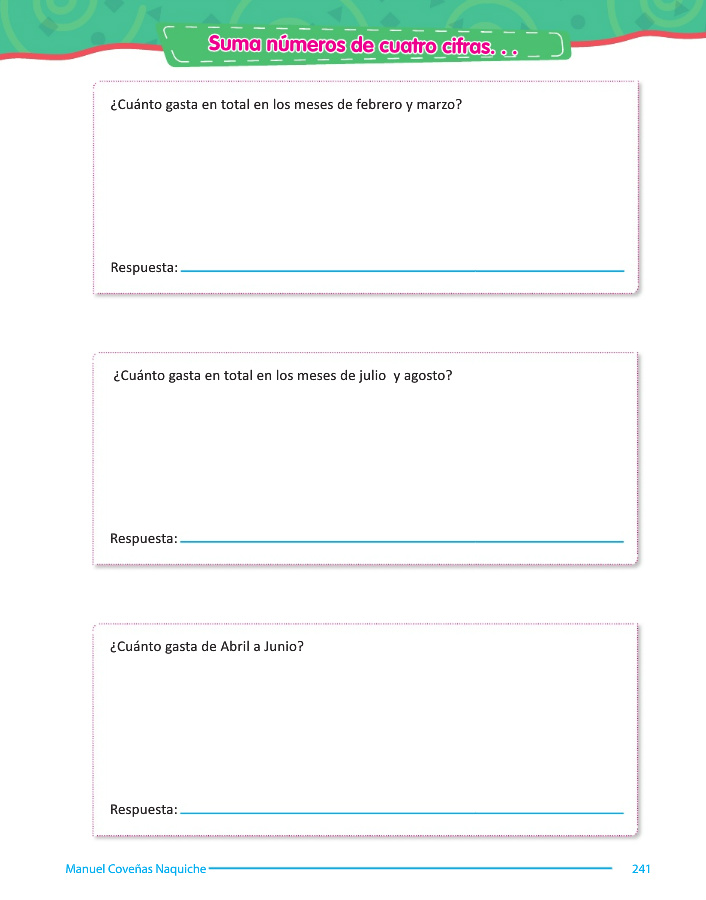 Suma números de cuatro cifras. . .
¿Cuánto gasta en total en los meses de febrero y marzo?
Respuesta:
¿Cuánto gasta en total en los meses de julio  y agosto?
Respuesta:
¿Cuánto gasta de Abril a Junio?
Respuesta:
Manuel Coveñas Naquiche 241